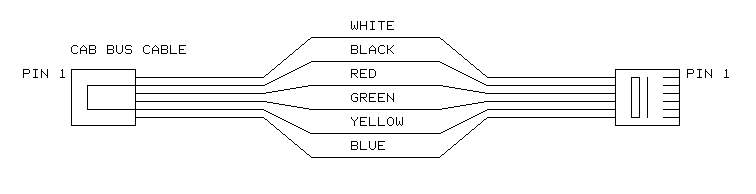 WHITE
CAB BUS CABLE
BLACK
PIN 1
RED
PIN 1
GREEN
YELLOW
BLUE